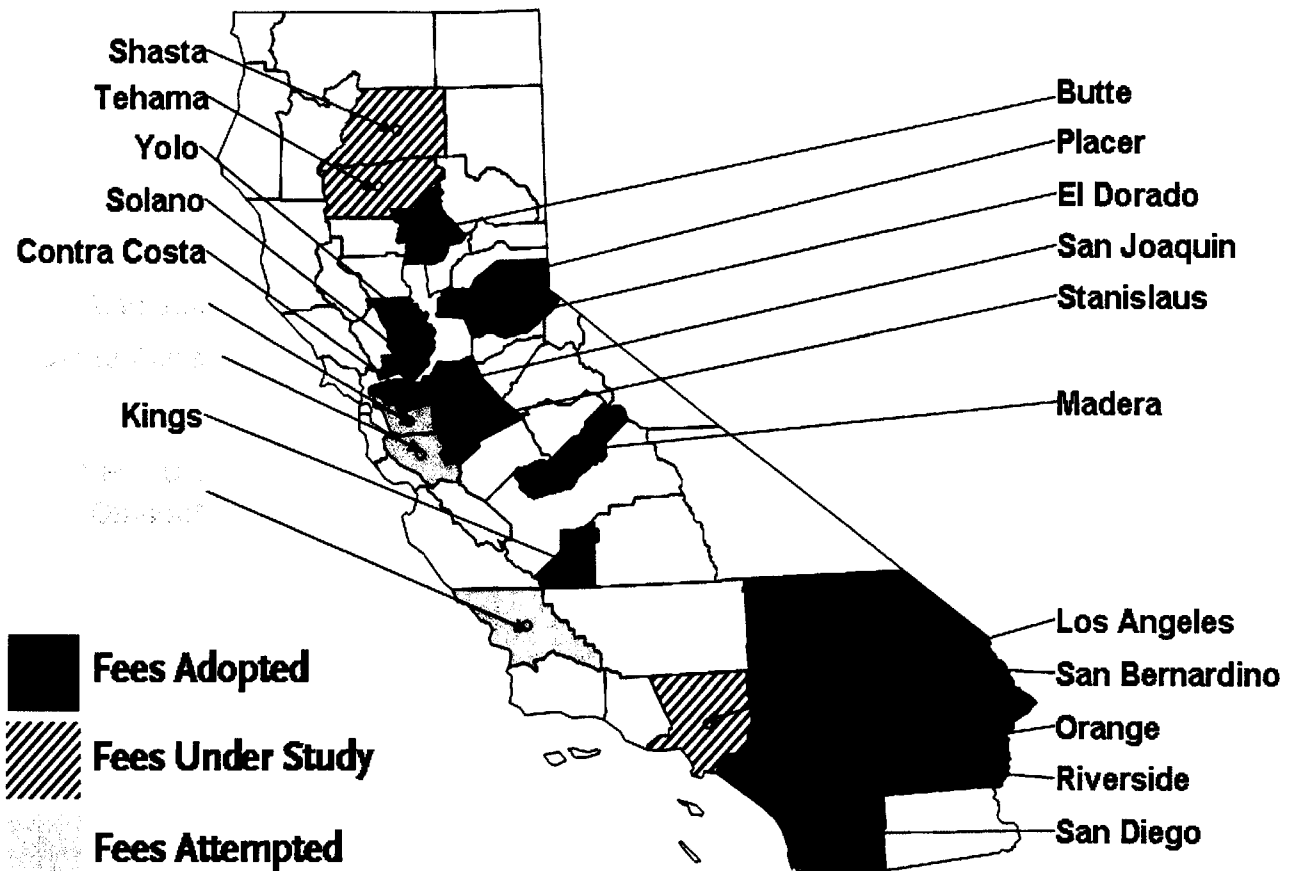 Shasta
Tehama
Yolo
Solano
Contra Costa
Kings
Butte
Placer
El Dorado
San Joaquin
Stanislaus
Madera
Los Angeles
San Bernardino
Orange
Riverside
San Diego
Fees Adopted
Fees Under Study
Fees Attempted